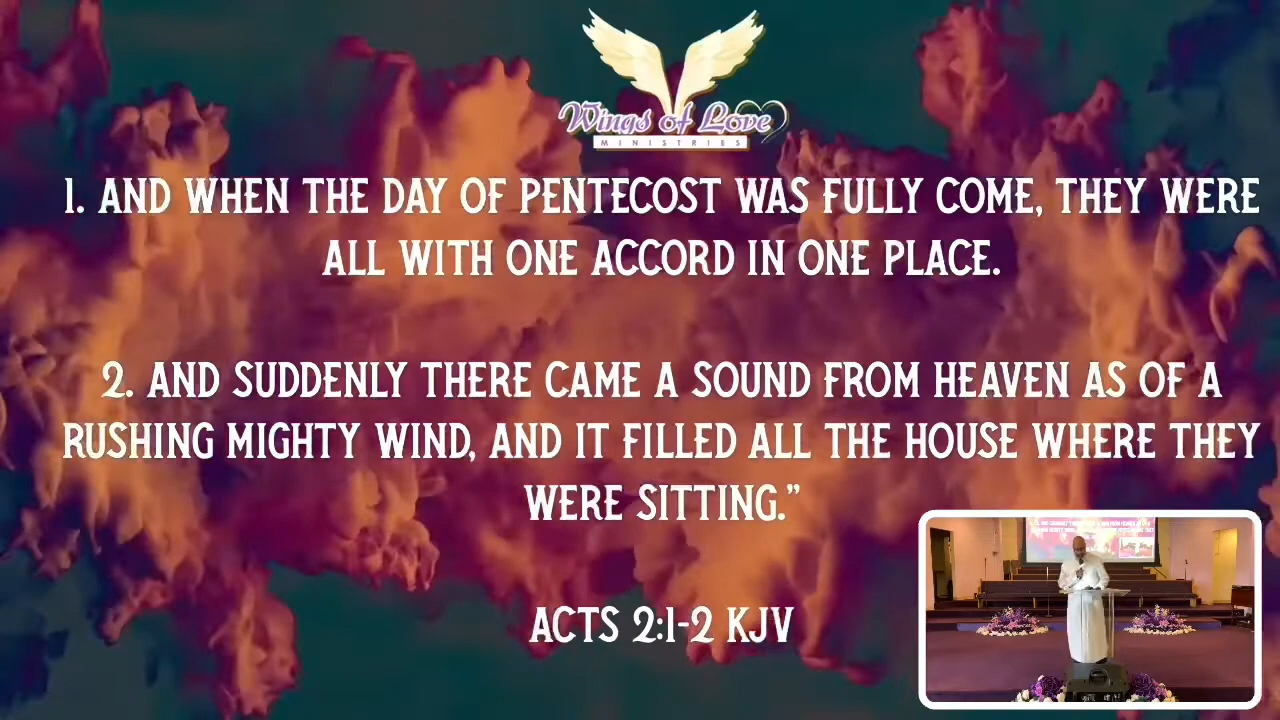 Wings of Love
MINISTRIES
1. AND WHEN THE DAY OF PENTECOST WAS FULLY COME, THEY WERE
ALL WITH ONE ACCORD IN ONE PLACE.
2. AND SUDDENLY THERE CAME A SOUND FROM HEAVEN AS OF A
RUSHING MIGHTY WIND, AND IT FILLED ALL THE HOUSE WHERE THEY
WERE SITTING.”
ACTS 2:1-2 KJV